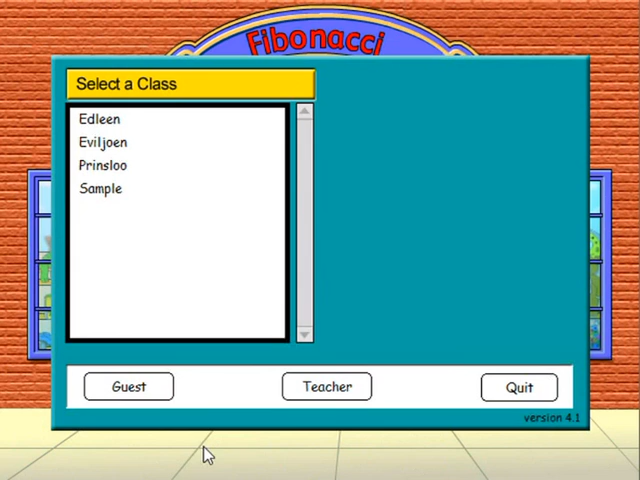 Fibonacci
Select a Class
Edleen
Eviljoen
Prinsloo
Sample
Guest
Teacher
Quit
version 4.1